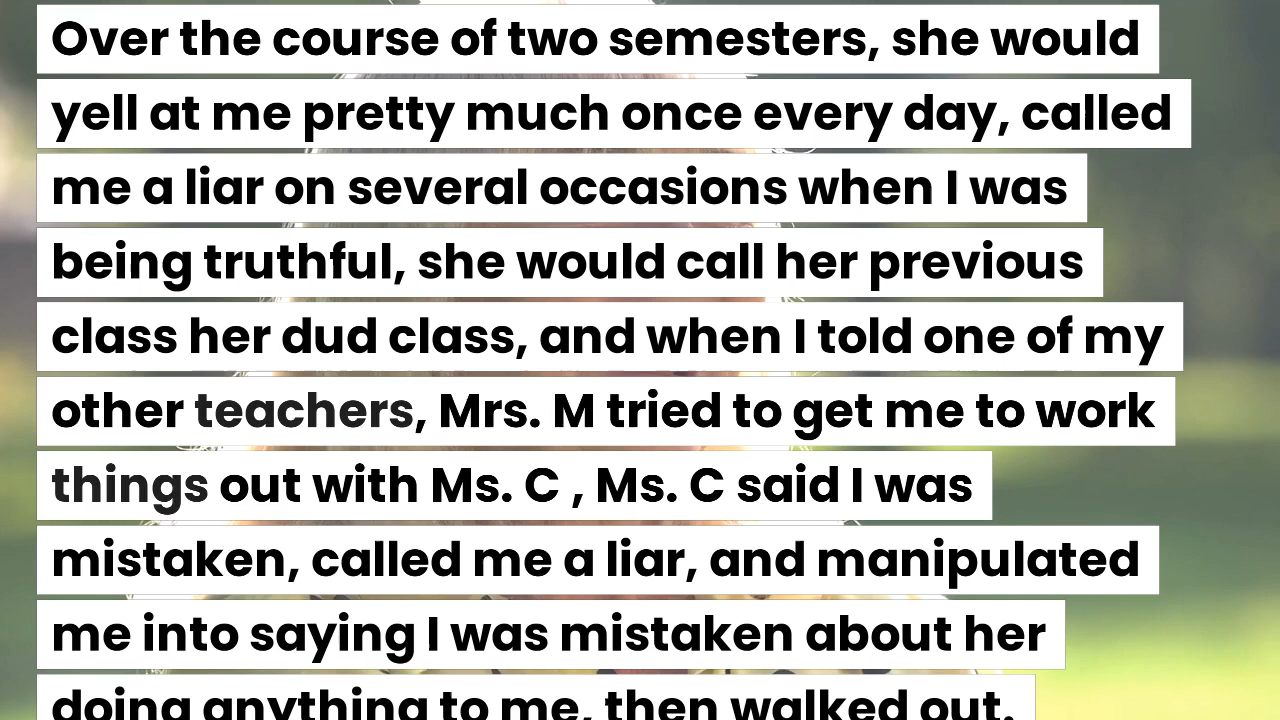 Over the course of two semesters, she would
yell at me pretty much once every day, called
me a liar on several occasions when I was
being truthful, she would call her previous
class her dud class, and when I told one of my
other teachers, Mrs. M tried to get me to work
things out with Ms. C , Ms. C said I was
mistaken, called me a liar, and manipulated
me into saying I was mistaken about her
doing anything to me, then walked out.